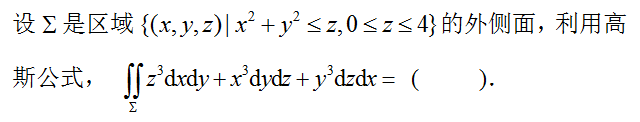 设 Σ 是区域 {(x, y, z) | x² + y² ≤ z, 0 ≤ z ≤ 4} 的外侧面，利用高
斯公式， ∬_Σ z³dxdy + x³dydz + y³dzdx = (　　).